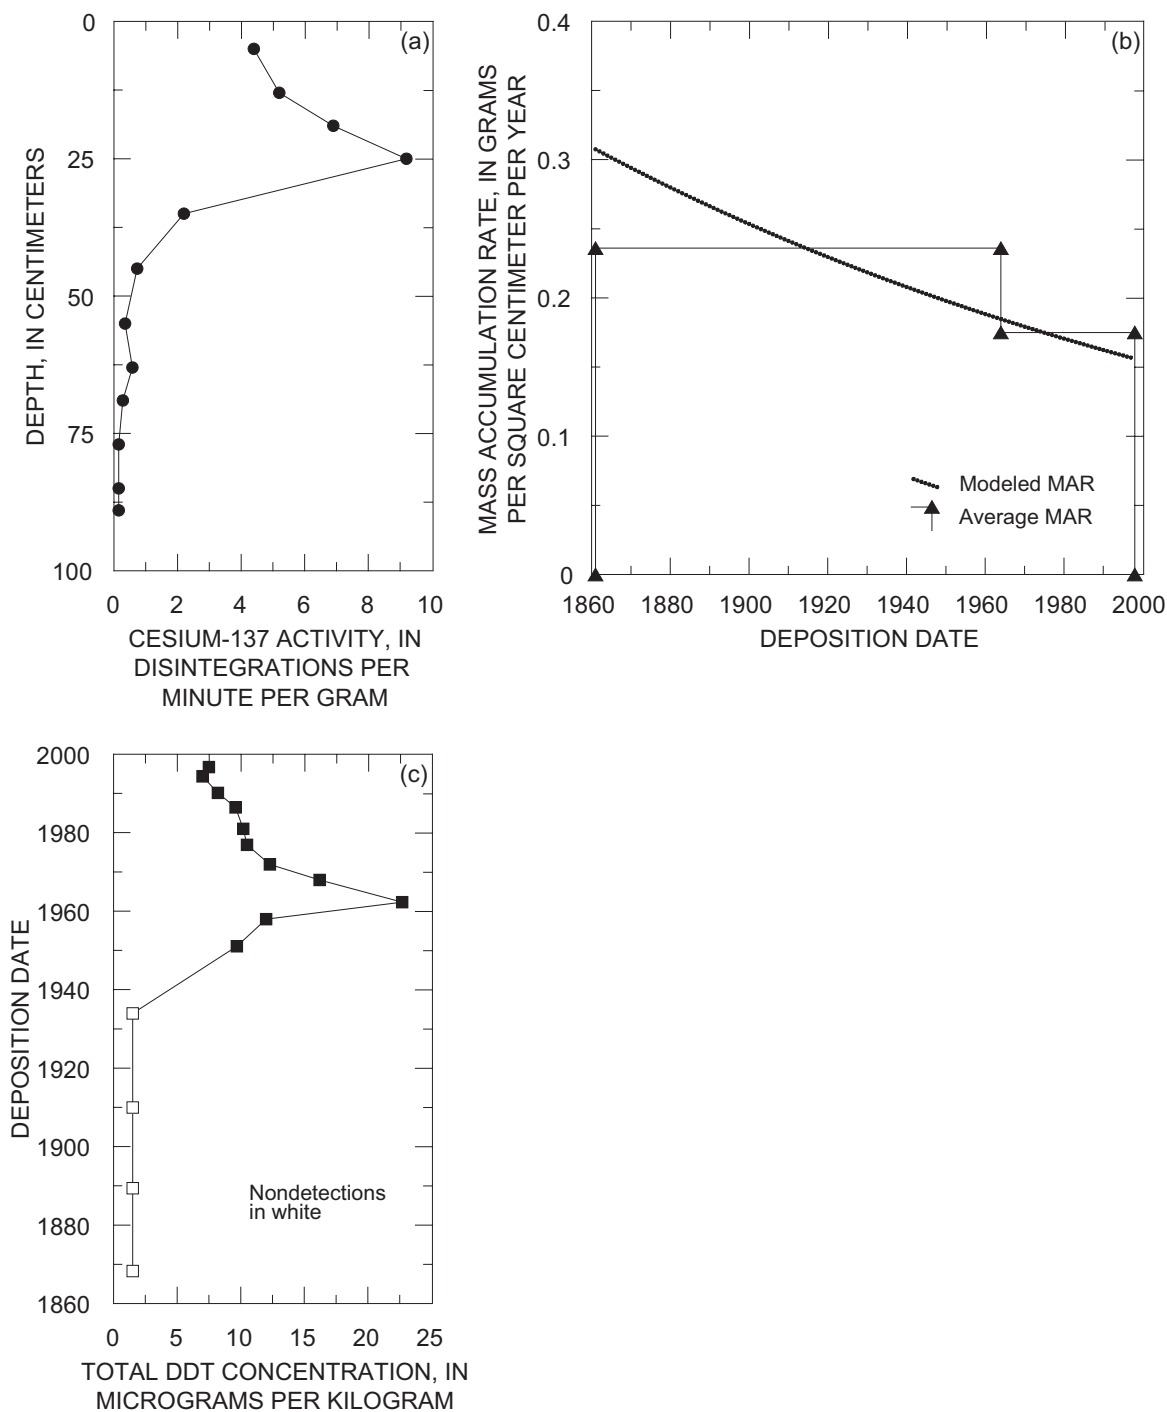 (a)
0
25
50
75
100
DEPTH, IN CENTIMETERS
0 2 4 6 8 10
CESIUM-137 ACTIVITY, IN
DISINTEGRATIONS PER
MINUTE PER GRAM
(b)
0.4
0.3
0.2
0.1
0
MASS ACCUMULATION RATE, IN GRAMS
PER SQUARE CENTIMETER PER YEAR
Modeled MAR
Average MAR
1860 1880 1900 1920 1940 1960 1980 2000
DEPOSITION DATE
(c)
2000
1980
1960
1940
1920
1900
1880
1860
DEPOSITION DATE
Nondetections
in white
0 5 10 15 20 25
TOTAL DDT CONCENTRATION, IN
MICROGRAMS PER KILOGRAM